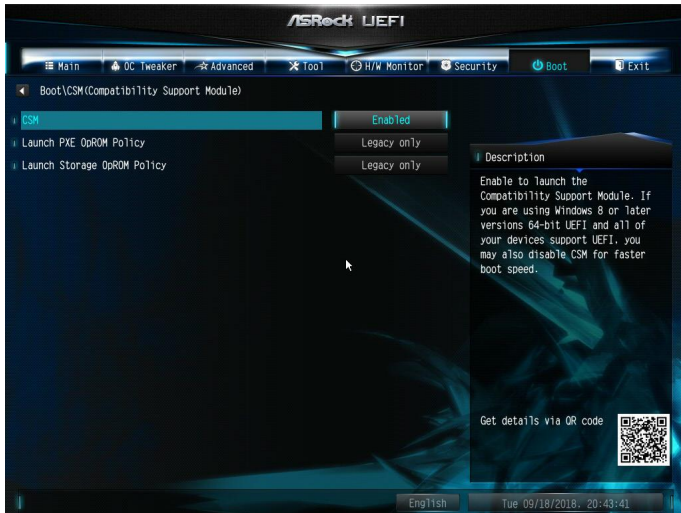 ASRock UEFI
Main
OC Tweaker
Advanced
Tool
H/W Monitor
Security
Boot
Exit
Boot\CSM(Compatibility Support Module)
CSM
Enabled
Launch PXE OpROM Policy
Legacy only
Launch Storage OpROM Policy
Legacy only
Description
Enable to launch the
Compatibility Support Module. If
you are using Windows 8 or later
versions 64-bit UEFI and all of
your devices support UEFI, you
may also disable CSM for faster
boot speed.
Get details via QR code
English
Tue 09/18/2018. 20:43:41